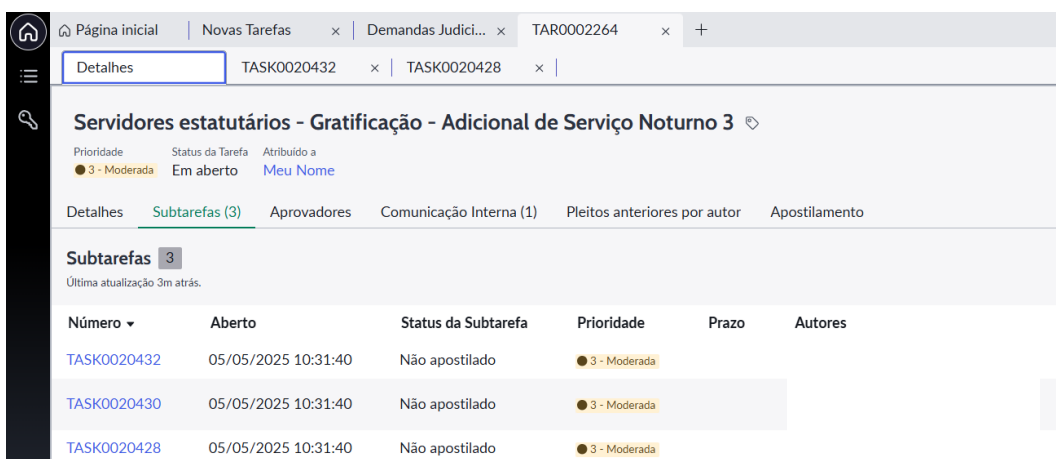 Página inicial Novas Tarefas × Demandas Judici... × TAR0002264 × +
Detalhes TASK0020432 × TASK0020428 ×
Servidores estatutários - Gratificação - Adicional de Serviço Noturno 3
Prioridade Status da Tarefa Atribuído a
3 - Moderada Em aberto Meu Nome
Detalhes Subtarefas (3) Aprovadores Comunicação Interna (1) Pleitos anteriores por autor Apostilamento
Subtarefas 3
Última atualização 3m atrás.
Número Aberto Status da Subtarefa Prioridade Prazo Autores
TASK0020432 05/05/2025 10:31:40 Não apostilado 3 - Moderada
TASK0020430 05/05/2025 10:31:40 Não apostilado 3 - Moderada
TASK0020428 05/05/2025 10:31:40 Não apostilado 3 - Moderada